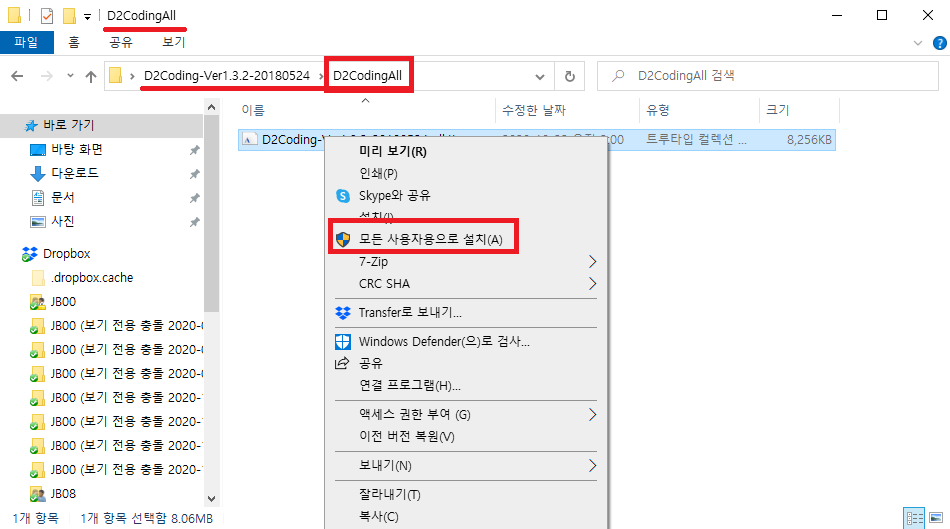 D2CodingAll
파일 홈 공유 보기
D2Coding-Ver1.3.2-20180524 > D2CodingAll
D2CodingAll 검색
이름 수정한 날짜 유형 크기
D2Coding- 트루타입 컬렉션 ... 8,256KB
바로 가기
바탕 화면
다운로드
문서
사진
Dropbox
.dropbox.cache
JB00
JB00 (보기 전용 충돌 2020-
JB00 (보기 전용 충돌 2020-
JB00 (보기 전용 충돌 2020-
JB00 (보기 전용 충돌 2020-
JB00 (보기 전용 충돌 2020-
JB00 (보기 전용 충돌 2020-
JB00 (보기 전용 충돌 2020-
JB08
미리 보기(R)
인쇄(P)
Skype와 공유
설치(I)
모든 사용자용으로 설치(A)
7-Zip
CRC SHA
Transfer로 보내기...
Windows Defender(으)로 검사...
공유
연결 프로그램(H)...
액세스 권한 부여 (G)
이전 버전 복원(V)
보내기(N)
잘라내기(T)
복사(C)
1개 항목 1개 항목 선택함 8.06MB